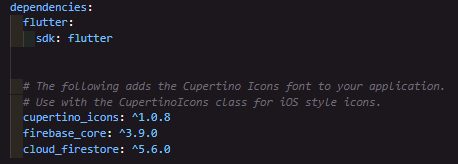 dependencies:
  flutter:
    sdk: flutter
  # The following adds the Cupertino Icons font to your application.
  # Use with the CupertinoIcons class for iOS style icons.
  cupertino_icons: ^1.0.8
  firebase_core: ^3.9.0
  cloud_firestore: ^5.6.0